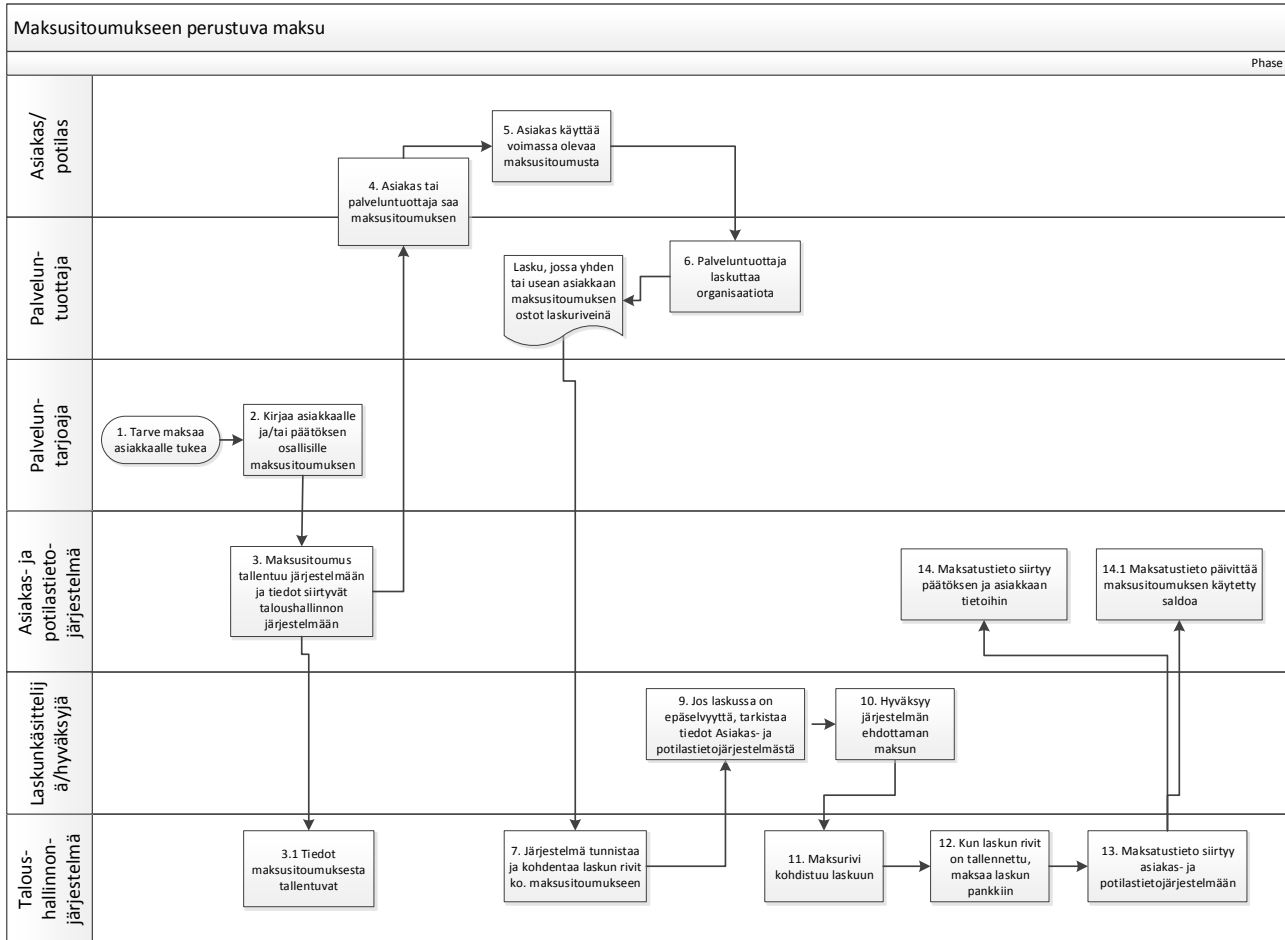 Maksusitoumukseen perustuva maksu
Phase
Asiakas/
potilas
5. Asiakas käyttää
voimassa olevaa
maksusitoumusta
4. Asiakas tai
palveluntuottaja saa
maksusitoumuksen
Palvelun-
tuottaja
Lasku, jossa yhden
tai usean asiakkaan
maksusitoumuksen
ostot laskuriveinä
6. Palveluntuottaja
laskuttaa
organisaatiota
Palvelun-
tarjoaja
1. Tarve maksaa
asiakkaalle tukea
2. Kirjaa asiakkaalle
ja/tai päätöksen
osallisille
maksusitoumuksen
Asiakas- ja
potilastieto-
järjestelmä
3. Maksusitoumus
tallentuu järjestelmään
ja tiedot siirtyvät
taloushallinnon
järjestelmään
14. Maksatustieto siirtyy
päätöksen ja asiakkaan
tietoihin
14.1 Maksatustieto päivittää
maksusitoumuksen käytetty
saldoa
Laskunkäsittelij
ä/hyväksyjä
9. Jos laskussa on
epäselvyyttä, tarkistaa
tiedot Asiakas- ja
potilastietojärjestelmästä
10. Hyväksyy
järjestelmän
ehdottaman
maksun
Talous-
hallinnon-
järjestelmä
3.1 Tiedot
maksusitoumuksesta
tallentuvat
7. Järjestelmä tunnistaa
ja kohdentaa laskun rivit
ko. maksusitoumukseen
11. Maksurivi
kohdistuu laskuun
12. Kun laskun rivit
on tallennettu,
maksaa laskun
pankkiin
13. Maksatustieto siirtyy
asiakas- ja
potilastietojärjestelmään